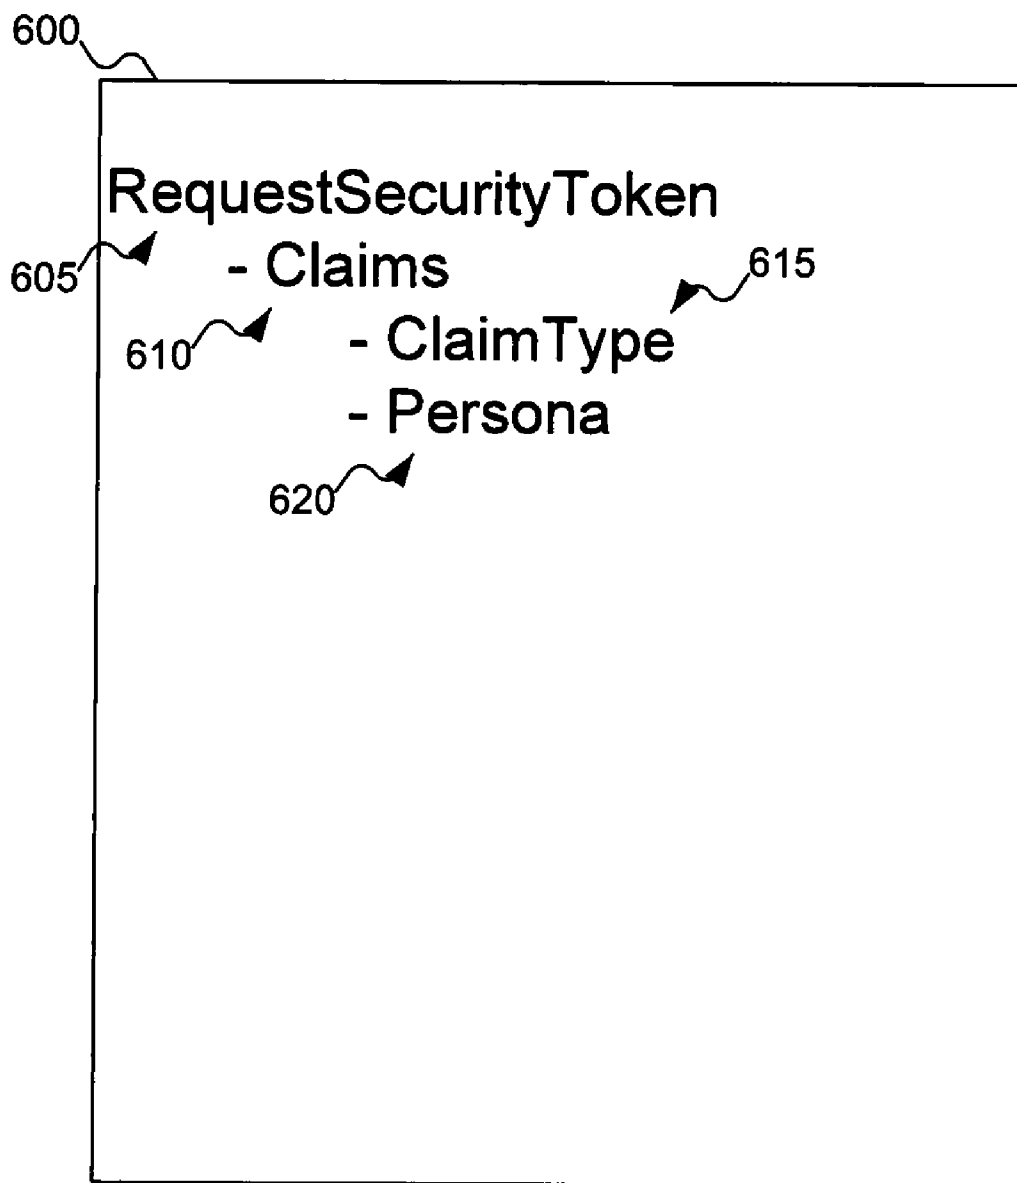 600
RequestSecurityToken
605
- Claims
615
610
- ClaimType
- Persona
620